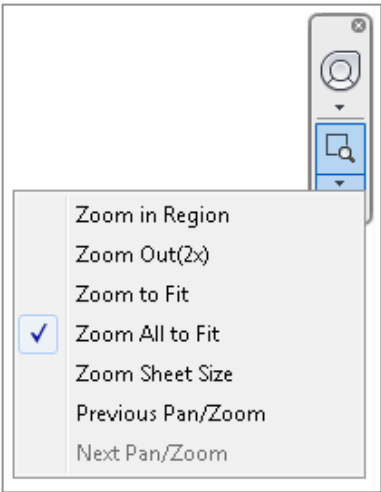 Zoom in Region
Zoom Out(2x)
Zoom to Fit
Zoom All to Fit
Zoom Sheet Size
Previous Pan/Zoom
Next Pan/Zoom